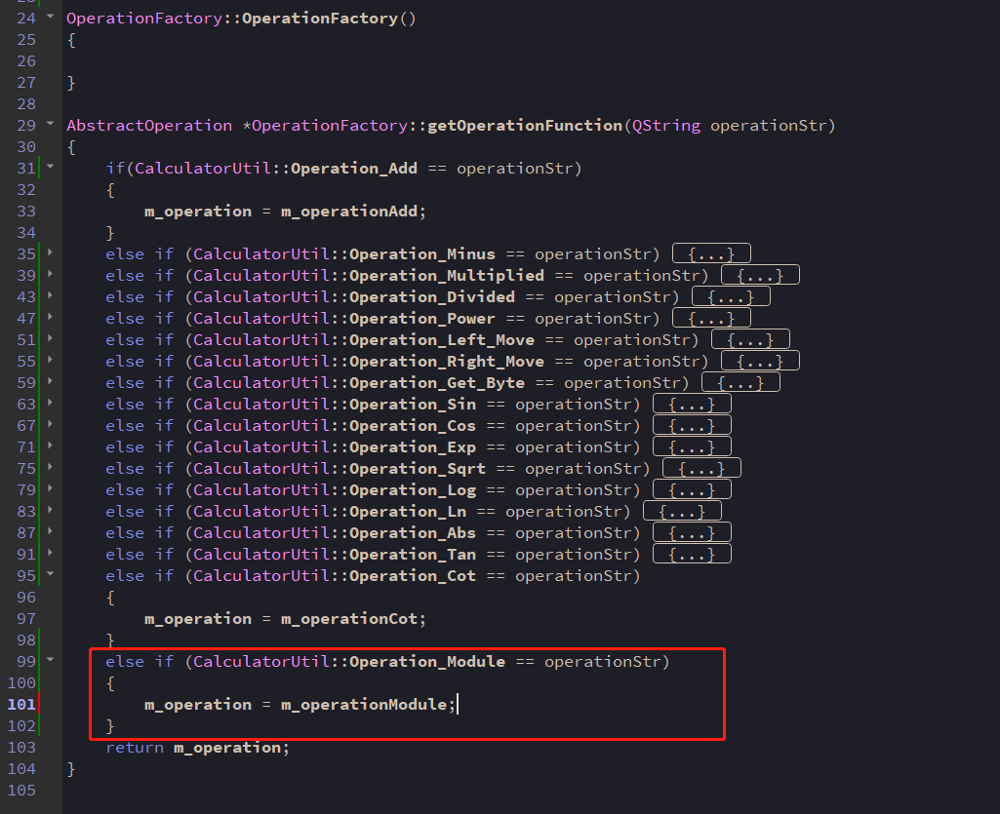 24 OperationFactory::OperationFactory()
25 {
26
27 }
28
29 AbstractOperation *OperationFactory::getOperationFunction(QString operationStr)
30 {
31 if(CalculatorUtil::Operation_Add == operationStr)
32 {
33 m_operation = m_operationAdd;
34 }
35 else if (CalculatorUtil::Operation_Minus == operationStr) {...}
39 else if (CalculatorUtil::Operation_Multiplied == operationStr) {...}
43 else if (CalculatorUtil::Operation_Divided == operationStr) {...}
47 else if (CalculatorUtil::Operation_Power == operationStr) {...}
51 else if (CalculatorUtil::Operation_Left_Move == operationStr) {...}
55 else if (CalculatorUtil::Operation_Right_Move == operationStr) {...}
59 else if (CalculatorUtil::Operation_Get_Byte == operationStr) {...}
63 else if (CalculatorUtil::Operation_Sin == operationStr) {...}
67 else if (CalculatorUtil::Operation_Cos == operationStr) {...}
71 else if (CalculatorUtil::Operation_Exp == operationStr) {...}
75 else if (CalculatorUtil::Operation_Sqrt == operationStr) {...}
79 else if (CalculatorUtil::Operation_Log == operationStr) {...}
83 else if (CalculatorUtil::Operation_Ln == operationStr) {...}
87 else if (CalculatorUtil::Operation_Abs == operationStr) {...}
91 else if (CalculatorUtil::Operation_Tan == operationStr) {...}
95 else if (CalculatorUtil::Operation_Cot == operationStr)
96 {
97 m_operation = m_operationCot;
98 }
99 else if (CalculatorUtil::Operation_Module == operationStr)
100 {
101 m_operation = m_operationModule;
102 }
103 return m_operation;
104 }
105